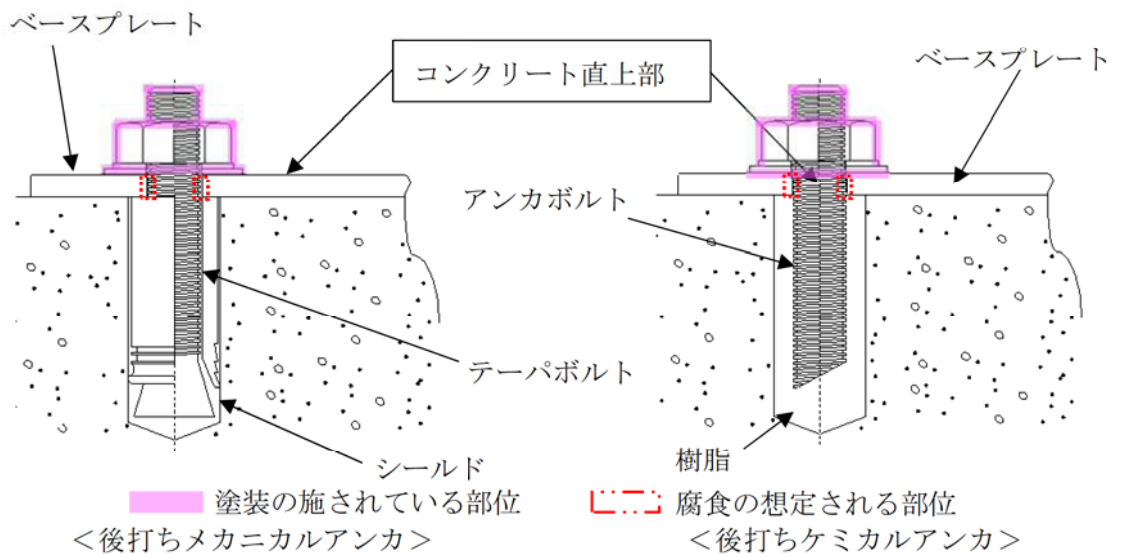 ベースプレート
コンクリート直上部
ベースプレート
アンカボルト
テーパボルト
シールド
樹脂
塗装の施されている部位
腐食の想定される部位
＜後打ちメカニカルアンカ＞
＜後打ちケミカルアンカ＞